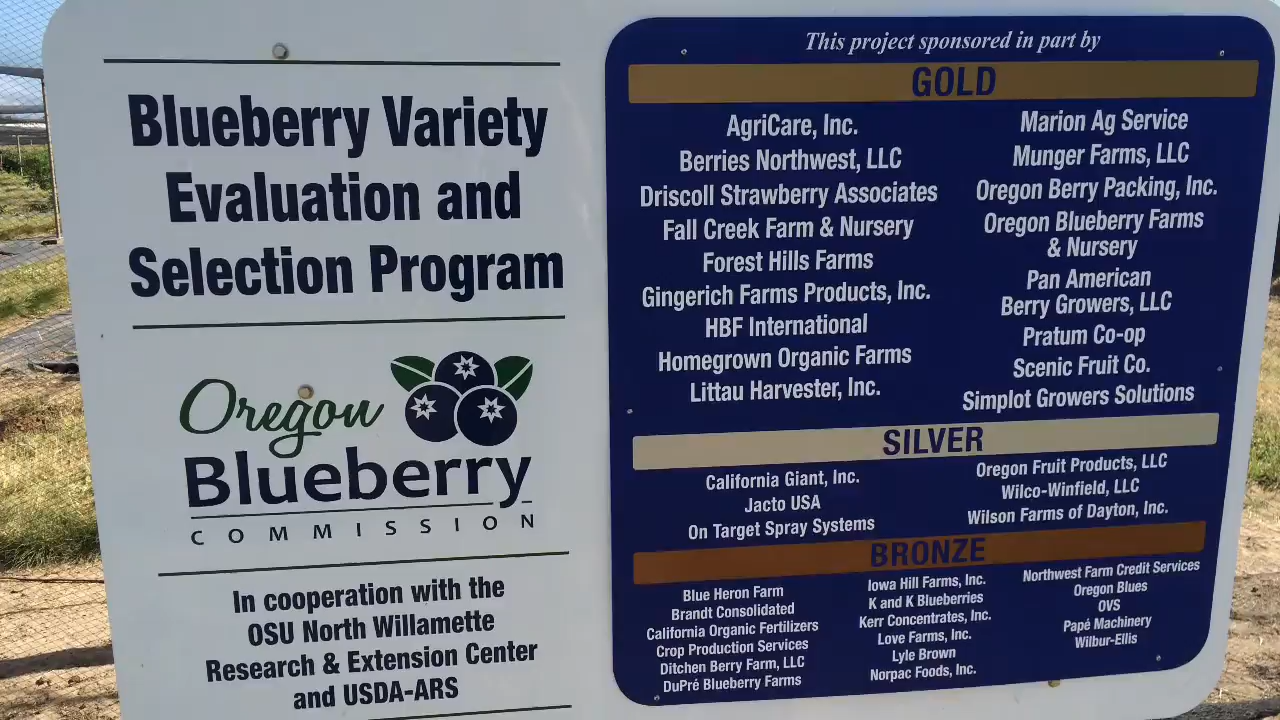 Blueberry Variety
Evaluation and
Selection Program
Oregon
Blueberry
COMMISSION
In cooperation with the
OSU North Willamette
Research & Extension Center
and USDA-ARS
This project sponsored in part by
GOLD
AgriCare, Inc.
Berries Northwest, LLC
Driscoll Strawberry Associates
Fall Creek Farm & Nursery
Forest Hills Farms
Gingerich Farms Products, Inc.
HBF International
Homegrown Organic Farms
Littau Harvester, Inc.
Marion Ag Service
Munger Farms, LLC
Oregon Berry Packing, Inc.
Oregon Blueberry Farms
& Nursery
Pan American
Berry Growers, LLC
Pratum Co-op
Scenic Fruit Co.
Simplot Growers Solutions
SILVER
California Giant, Inc.
Jacto USA
On Target Spray Systems
Oregon Fruit Products, LLC
Wilco-Winfield, LLC
Wilson Farms of Dayton, Inc.
BRONZE
Blue Heron Farm
Brandt Consolidated
California Organic Fertilizers
Crop Production Services
Ditchen Berry Farm, LLC
DuPré Blueberry Farms
Iowa Hill Farms, Inc.
K and K Blueberries
Kerr Concentrates, Inc.
Love Farms, Inc.
Lyle Brown
Norpac Foods, Inc.
Northwest Farm Credit Services
Oregon Blues
OVS
Papé Machinery
Wilbur-Ellis